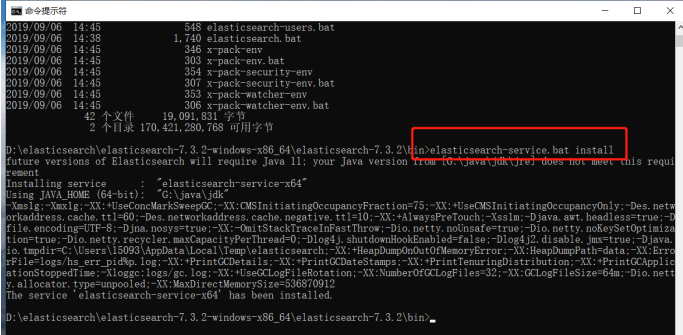 命令提示符
2019/09/06  14:45               548 elasticsearch-users.bat
2019/09/06  14:38             1,740 elasticsearch.bat
2019/09/06  14:45               346 x-pack-env
2019/09/06  14:45               303 x-pack-env.bat
2019/09/06  14:45               354 x-pack-security-env
2019/09/06  14:45               307 x-pack-security-env.bat
2019/09/06  14:45               353 x-pack-watcher-env
2019/09/06  14:45               306 x-pack-watcher-env.bat
42 个文件     19,091,831 字节
2 个目录 170,421,280,768 可用字节
D:\elasticsearch\elasticsearch-7.3.2-windows-x86_64\elasticsearch-7.3.2\bin>elasticsearch-service.bat install
future versions of Elasticsearch will require Java 11; your Java version from [G:\java\jdk\jre] does not meet this requi
rement
Installing service      :  "elasticsearch-service-x64"
Using JAVA_HOME (64-bit):  "G:\java\jdk"
-Xms1g;-Xmx1g;-XX:+UseConcMarkSweepGC;-XX:CMSInitiatingOccupancyFraction=75;-XX:+UseCMSInitiatingOccupancyOnly;-Des.netw
orkaddress.cache.ttl=60;-Des.networkaddress.cache.negative.ttl=10;-XX:+AlwaysPreTouch;-Xss1m;-Djava.awt.headless=true;-D
file.encoding=UTF-8;-Djna.nosys=true;-XX:-OmitStackTraceInFastThrow;-Dio.netty.noUnsafe=true;-Dio.netty.noKeySetOptimiza
tion=true;-Dio.netty.recycler.maxCapacityPerThread=0;-Dlog4j.shutdownHookEnabled=false;-Dlog4j2.disable.jmx=true;-Djava.
io.tmpdir=C:\Users\15093\AppData\Local\Temp\elasticsearch;-XX:+HeapDumpOnOutOfMemoryError;-XX:HeapDumpPath=data;-XX:Erro
rFile=logs/hs_err_pid%p.log;-XX:+PrintGCDetails;-XX:+PrintGCDateStamps;-XX:+PrintTenuringDistribution;-XX:+PrintGCApplic
ationStoppedTime;-Xloggc:logs/gc.log;-XX:+UseGCLogFileRotation;-XX:NumberOfGCLogFiles=32;-XX:GCLogFileSize=64m;-Dio.nett
y.allocator.type=unpooled;-XX:MaxDirectMemorySize=536870912
The service 'elasticsearch-service-x64' has been installed.
D:\elasticsearch\elasticsearch-7.3.2-windows-x86_64\elasticsearch-7.3.2\bin>